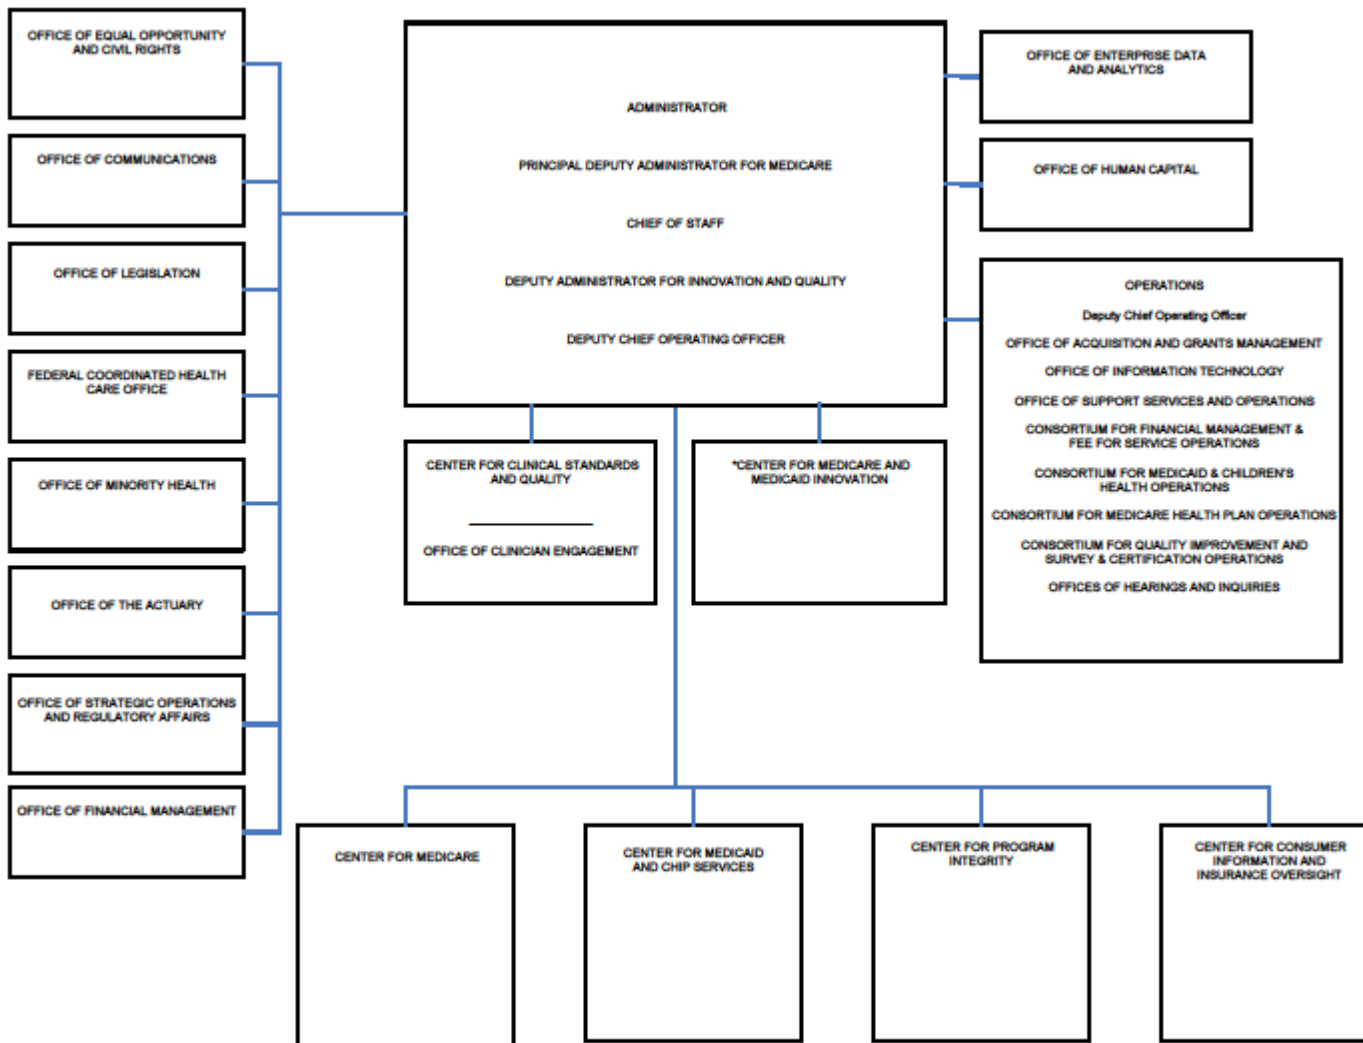 OFFICE OF EQUAL OPPORTUNITY
AND CIVIL RIGHTS
OFFICE OF COMMUNICATIONS
OFFICE OF LEGISLATION
FEDERAL COORDINATED HEALTH
CARE OFFICE
OFFICE OF MINORITY HEALTH
OFFICE OF THE ACTUARY
OFFICE OF STRATEGIC OPERATIONS
AND REGULATORY AFFAIRS
OFFICE OF FINANCIAL MANAGEMENT
ADMINISTRATOR
PRINCIPAL DEPUTY ADMINISTRATOR FOR MEDICARE
CHIEF OF STAFF
DEPUTY ADMINISTRATOR FOR INNOVATION AND QUALITY
DEPUTY CHIEF OPERATING OFFICER
OFFICE OF ENTERPRISE DATA
AND ANALYTICS
OFFICE OF HUMAN CAPITAL
OPERATIONS
Deputy Chief Operating Officer
OFFICE OF ACQUISITION AND GRANTS MANAGEMENT
OFFICE OF INFORMATION TECHNOLOGY
OFFICE OF SUPPORT SERVICES AND OPERATIONS
CONSORTIUM FOR FINANCIAL MANAGEMENT &
FEE FOR SERVICE OPERATIONS
CONSORTIUM FOR MEDICAID & CHILDREN'S
HEALTH OPERATIONS
CONSORTIUM FOR MEDICARE HEALTH PLAN OPERATIONS
CONSORTIUM FOR QUALITY IMPROVEMENT AND
SURVEY & CERTIFICATION OPERATIONS
OFFICES OF HEARINGS AND INQUIRIES
CENTER FOR CLINICAL STANDARDS
AND QUALITY
OFFICE OF CLINICIAN ENGAGEMENT
*CENTER FOR MEDICARE AND
MEDICAID INNOVATION
CENTER FOR MEDICARE
CENTER FOR MEDICAID
AND CHIP SERVICES
CENTER FOR PROGRAM
INTEGRITY
CENTER FOR CONSUMER
INFORMATION AND
INSURANCE OVERSIGHT